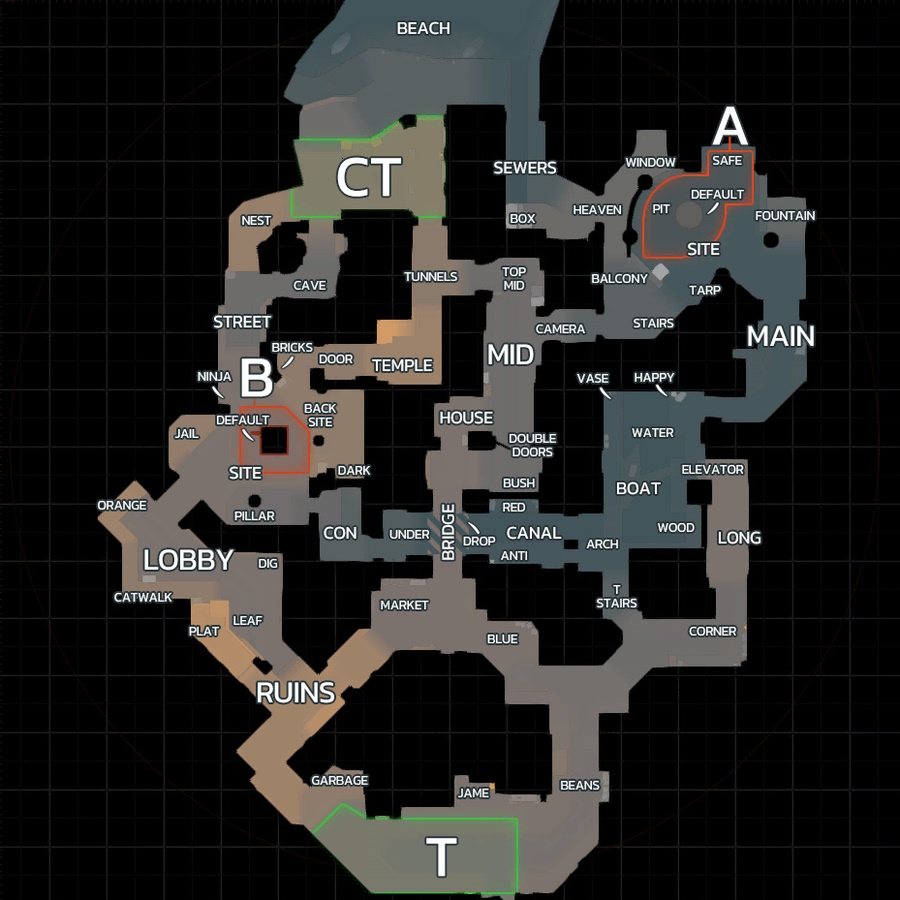 BEACH
A
CT
SEWERS
WINDOW
SAFE
DEFAULT
NEST
BOX
HEAVEN
PIT
FOUNTAIN
SITE
CAVE
TUNNELS
TOP
MID
BALCONY
TARP
STREET
CAMERA
STAIRS
MAIN
BRICKS
DOOR
TEMPLE
MID
NINJA
B
VASE
HAPPY
DEFAULT
BACK
SITE
HOUSE
JAIL
DOUBLE
DOORS
WATER
SITE
DARK
BUSH
BOAT
ELEVATOR
ORANGE
PILLAR
CON
UNDER
BRIDGE
RED
DROP
CANAL
ANTI
ARCH
WOOD
LONG
LOBBY
DIG
CATWALK
MARKET
T
STAIRS
PLAT
LEAF
BLUE
CORNER
RUINS
GARBAGE
JAME
BEANS
T